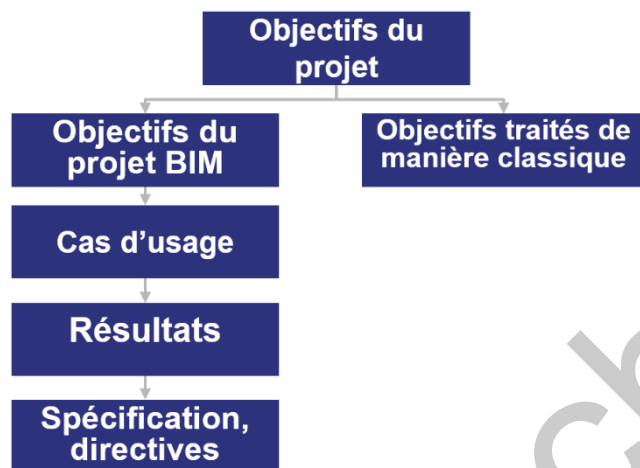 Objectifs du
projet
Objectifs du
projet BIM
Objectifs traités de
manière classique
Cas d’usage
Résultats
Spécification,
directives